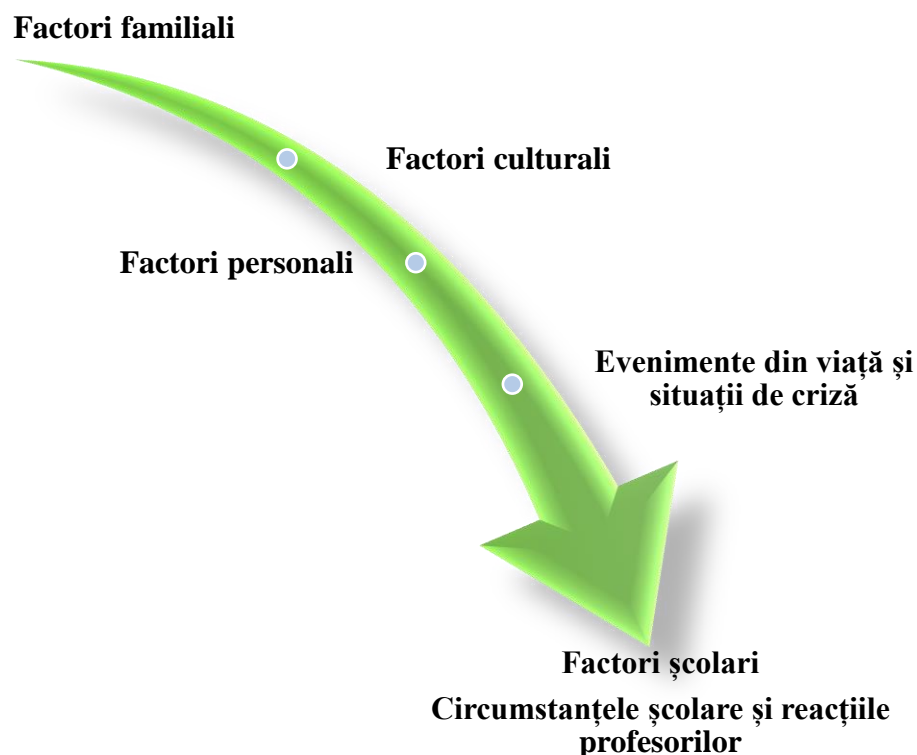 Factori familiali
Factori culturali
Factori personali
Evenimente din viață și
situații de criză
Factori școlari
Circumstanțele școlare și reacțiile
profesorilor